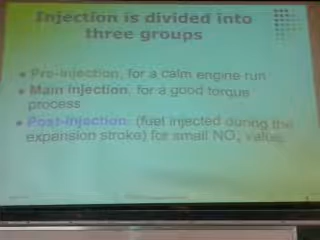 Injection is divided into
three groups
Pre-injection, for a calm engine run
Main injection, for a good torque
process
Post-injection: (fuel injected during the
expansion stroke) for small NOx value.